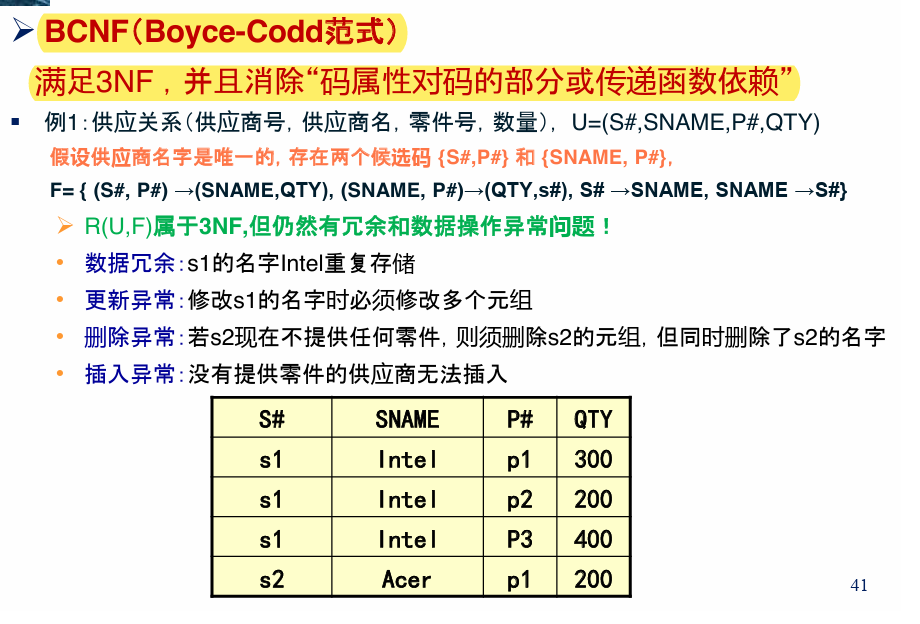 BCNF（Boyce-Codd范式）
满足3NF，并且消除“码属性对码的部分或传递函数依赖”
例1：供应关系（供应商号，供应商名，零件号，数量）， U=(S#,SNAME,P#,QTY)
假设供应商名字是唯一的，存在两个候选码 {S#,P#} 和 {SNAME, P#}，
F= { (S#, P#) →(SNAME,QTY), (SNAME, P#)→(QTY,s#), S# →SNAME, SNAME →S#}
R(U,F)属于3NF,但仍然有冗余和数据操作异常问题！
数据冗余：s1的名字Intel重复存储
更新异常：修改s1的名字时必须修改多个元组
删除异常：若s2现在不提供任何零件，则须删除s2的元组，但同时删除了s2的名字
插入异常：没有提供零件的供应商无法插入
S# SNAME P# QTY
s1 Intel p1 300
s1 Intel p2 200
s1 Intel P3 400
s2 Acer p1 200
41